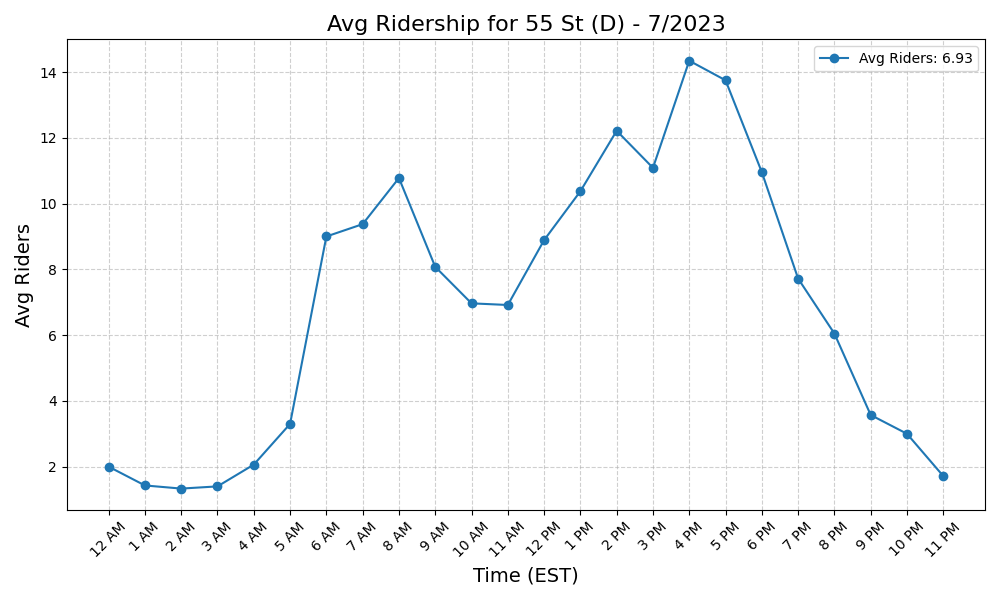 Avg Ridership for 55 St (D) - 7/2023
Avg Riders: 6.93
Avg Riders
14
12
10
8
6
4
2
12 AM
1 AM
2 AM
3 AM
4 AM
5 AM
6 AM
7 AM
8 AM
9 AM
10 AM
11 AM
12 PM
1 PM
2 PM
3 PM
4 PM
5 PM
6 PM
7 PM
8 PM
9 PM
10 PM
11 PM
Time (EST)